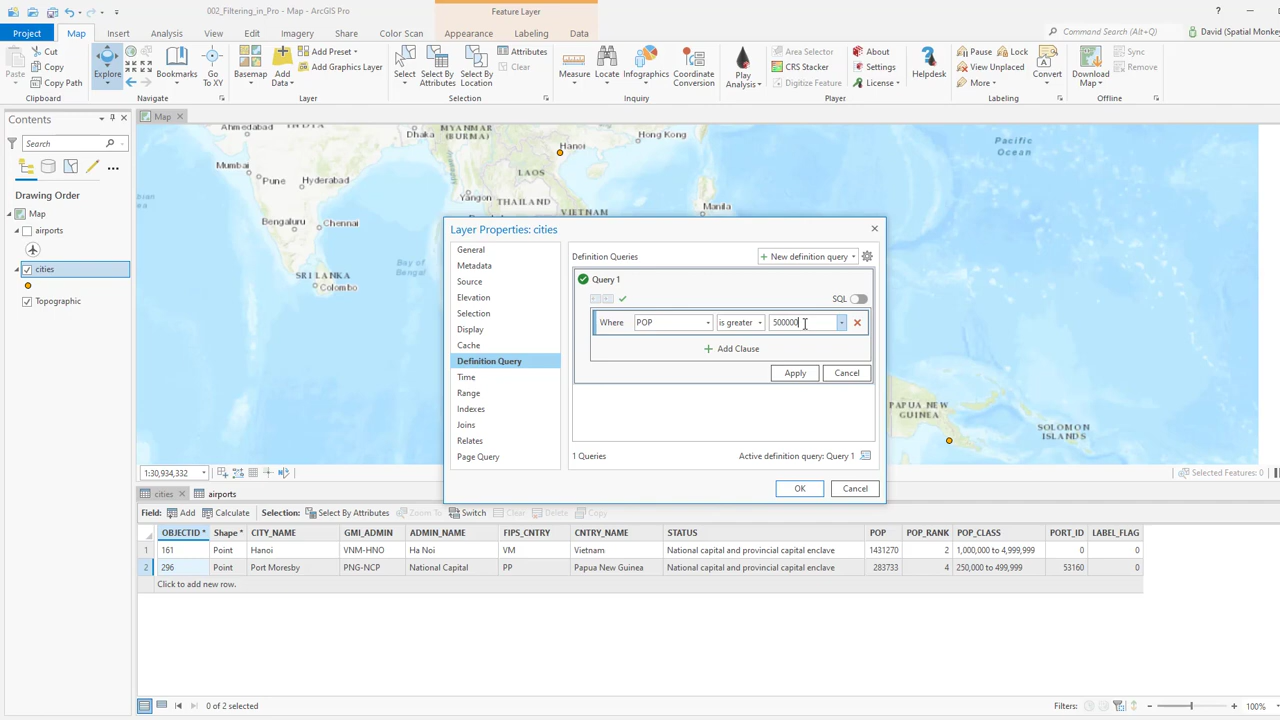 002_Filtering_in_Pro - Map - ArcGIS Pro
Feature Layer
?
Project Map Insert Analysis View Edit Imagery Share Color Scan Appearance Labeling Data
Command Search (Alt+Q)
David (Spatial Monke
Paste
Cut
Copy
Copy Path
Clipboard
Explore
Bookmarks
Go To XY
Navigate
Basemap
Add Data
Add Preset
Add Graphics Layer
Layer
Select
Select By Attributes
Select By Location
Attributes
Clear
Selection
Measure
Locate
Infographics
Coordinate Conversion
Inquiry
Play Analysis
Area Selector
CRS Stacker
Digitize Feature
About
Settings
License
Player
Helpdesk
Pause
Lock
View Unplaced
More
Labeling
Convert
Download Map
Sync
Remove
Offline
Contents
Search
Drawing Order
Map
airports
cities
Topographic
Map
Ahmedabad
Dhaka
MYANMAR
(BURMA)
Hanoi
Hong Kong
Pacific
Ocean
Mumbai
Pune
Hyderabad
LAOS
Yangon
THAILAND
Manila
VIETNAM
Bengaluru
Chennai
Bay of
Bengal
SRI LANKA
Colombo
PAPUA NEW
GUINEA
SOLOMON
ISLANDS
Layer Properties: cities
General
Metadata
Source
Elevation
Selection
Display
Cache
Definition Query
Time
Range
Indexes
Joins
Relates
Page Query
Definition Queries
New definition query
Query 1
SQL
Where POP is greater 500000
Add Clause
Apply Cancel
1 Queries
Active definition query: Query 1
OK Cancel
1:30,934,332
Selected Features: 0
cities airports
Field: Add Calculate Selection: Select By Attributes Zoom To Switch Clear Delete Copy
OBJECTID * Shape * CITY_NAME GMI_ADMIN ADMIN_NAME FIPS_CNTRY CNTRY_NAME STATUS POP POP_RANK POP_CLASS PORT_ID LABEL_FLAG
1 161 Point Hanoi VNM-HNO Ha Noi VM Vietnam National capital and provincial capital enclave 1431270 2 1,000,000 to 4,999,999 0 0
2 296 Point Port Moresby PNG-NCP National Capital PP Papua New Guinea National capital and provincial capital enclave 283733 4 250,000 to 499,999 53160 0
Click to add new row.
0 of 2 selected
Filters:
100%